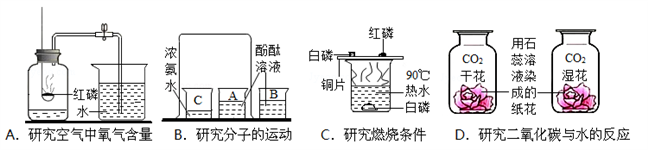 红磷
水
A．研究空气中氧气含量
浓氨水
酚酞溶液
C
A
B
B．研究分子的运动
白磷
红磷
铜片
90℃
热水
白磷
C．研究燃烧条件
CO₂
干花
用石蕊溶液染成的纸花
CO₂
湿花
D．研究二氧化碳与水的反应